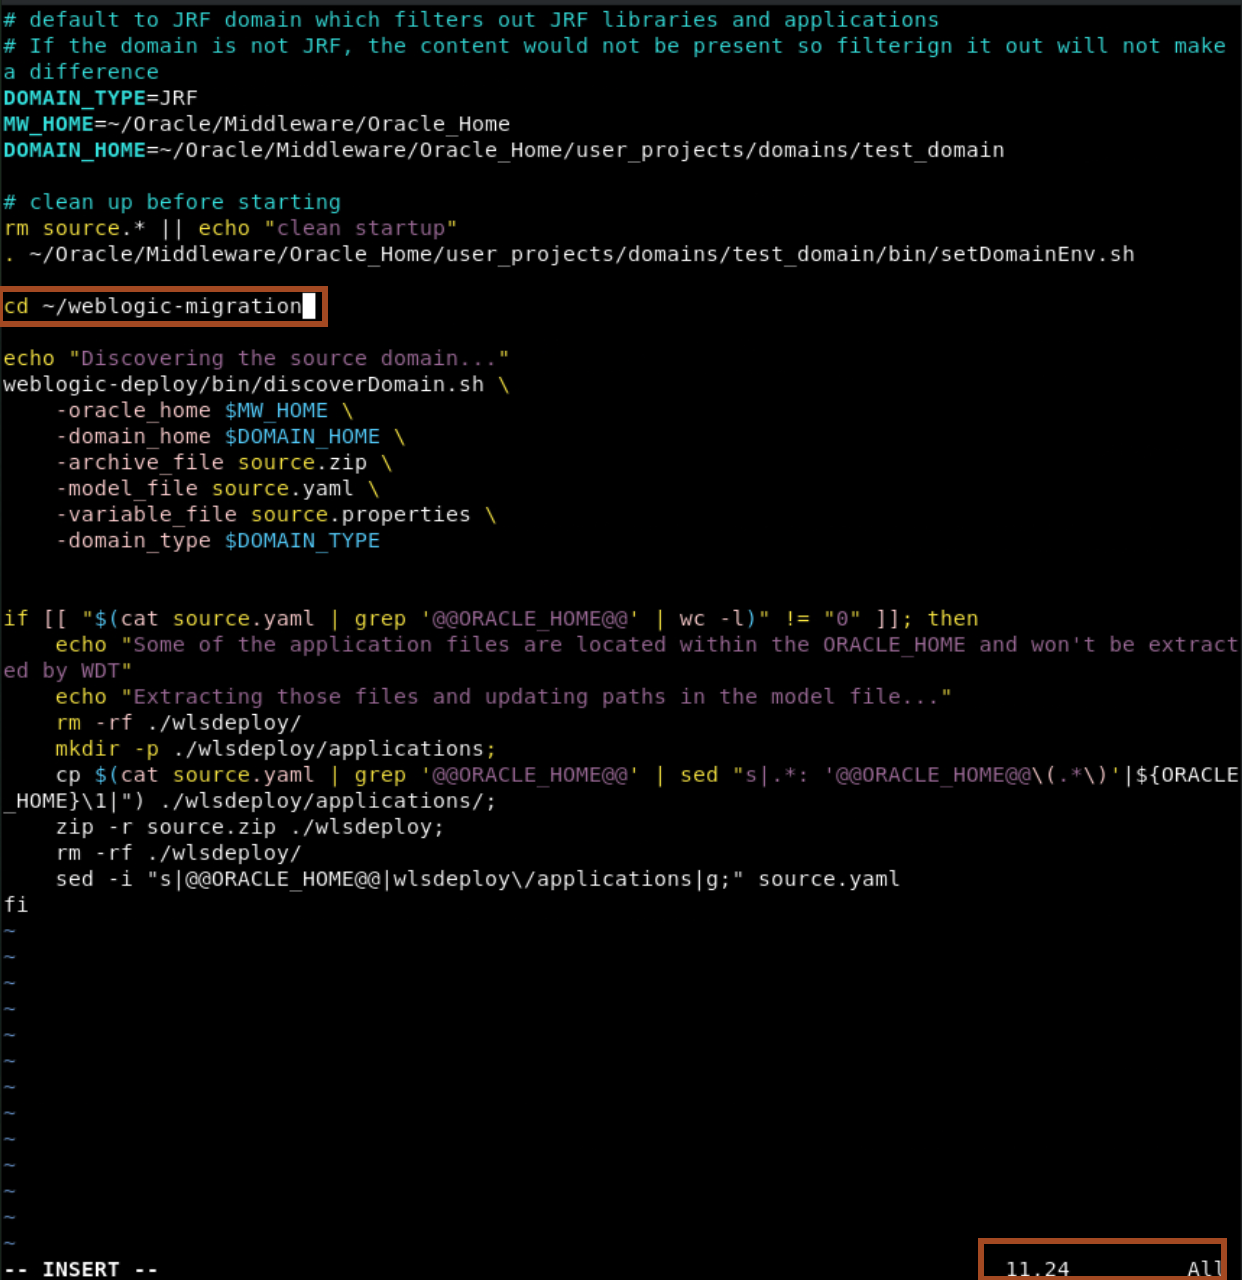 # default to JRF domain which filters out JRF libraries and applications
# If the domain is not JRF, the content would not be present so filterign it out will not make
a difference
DOMAIN_TYPE=JRF
MW_HOME=~/Oracle/Middleware/Oracle_Home
DOMAIN_HOME=~/Oracle/Middleware/Oracle_Home/user_projects/domains/test_domain

# clean up before starting
rm source.* || echo "clean startup"
. ~/Oracle/Middleware/Oracle_Home/user_projects/domains/test_domain/bin/setDomainEnv.sh

cd ~/weblogic-migration

echo "Discovering the source domain..."
weblogic-deploy/bin/discoverDomain.sh \
    -oracle_home $MW_HOME \
    -domain_home $DOMAIN_HOME \
    -archive_file source.zip \
    -model_file source.yaml \
    -variable_file source.properties \
    -domain_type $DOMAIN_TYPE


if [[ "$(cat source.yaml | grep '@@ORACLE_HOME@@' | wc -l)" != "0" ]]; then
    echo "Some of the application files are located within the ORACLE_HOME and won't be extract
ed by WDT"
    echo "Extracting those files and updating paths in the model file..."
    rm -rf ./wlsdeploy/
    mkdir -p ./wlsdeploy/applications;
    cp $(cat source.yaml | grep '@@ORACLE_HOME@@' | sed "s|.*: '@@ORACLE_HOME@@\(.*\)'|${ORACLE
_HOME}\1|") ./wlsdeploy/applications/;
    zip -r source.zip ./wlsdeploy;
    rm -rf ./wlsdeploy/
    sed -i "s|@@ORACLE_HOME@@|wlsdeploy\/applications|g;" source.yaml
fi
~
~
~
~
~
~
~
~
~
~
~
~
~
-- INSERT -- 11.24 All